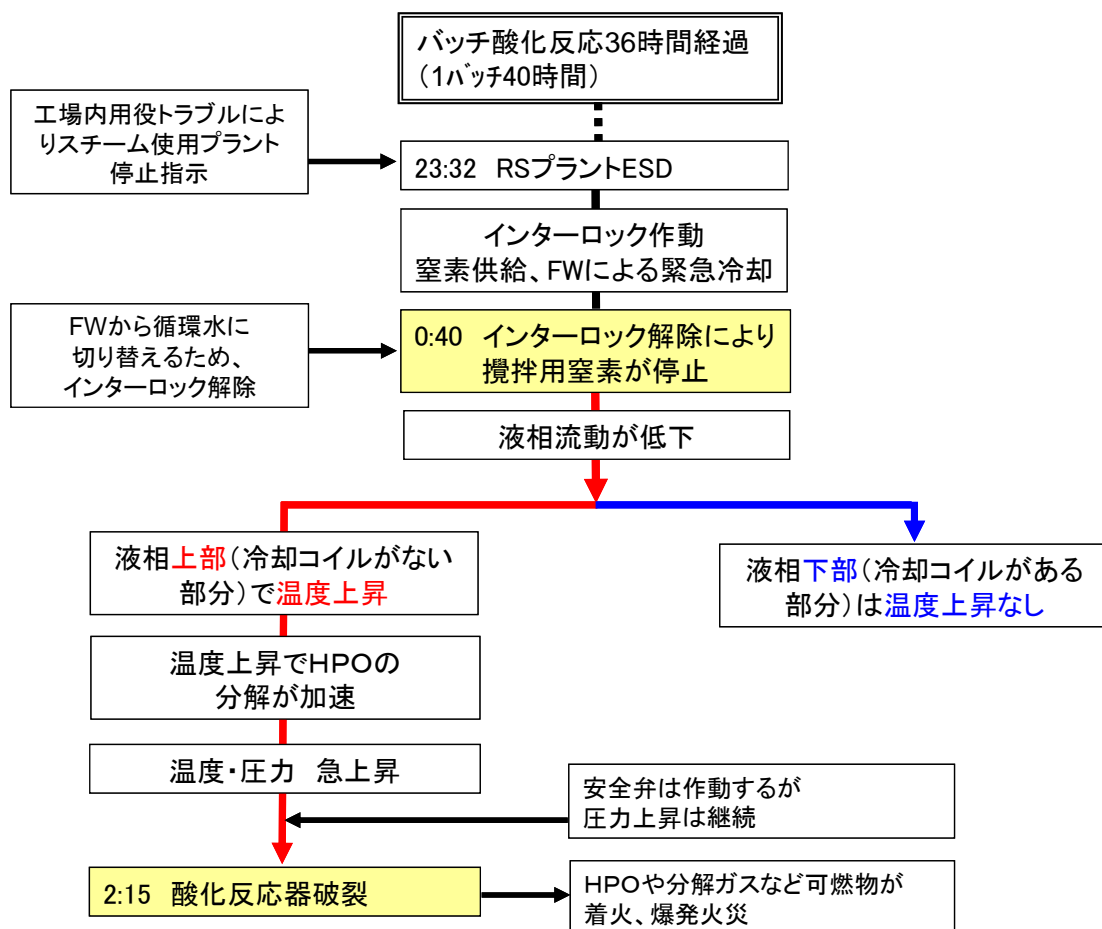 バッチ酸化反応36時間経過
（1ﾊﾞｯﾁ40時間）
工場内用役トラブルによ
りスチーム使用プラント
停止指示
23:32 RSプラントESD
インターロック作動
窒素供給、FWによる緊急冷却
FWから循環水に
切り替えるため、
インターロック解除
0:40 インターロック解除により
攪拌用窒素が停止
液相流動が低下
液相上部（冷却コイルがない
部分）で温度上昇
液相下部（冷却コイルがある
部分）は温度上昇なし
温度上昇でHPOの
分解が加速
温度・圧力　急上昇
安全弁は作動するが
圧力上昇は継続
2:15 酸化反応器破裂
HPOや分解ガスなど可燃物が
着火、爆発火災